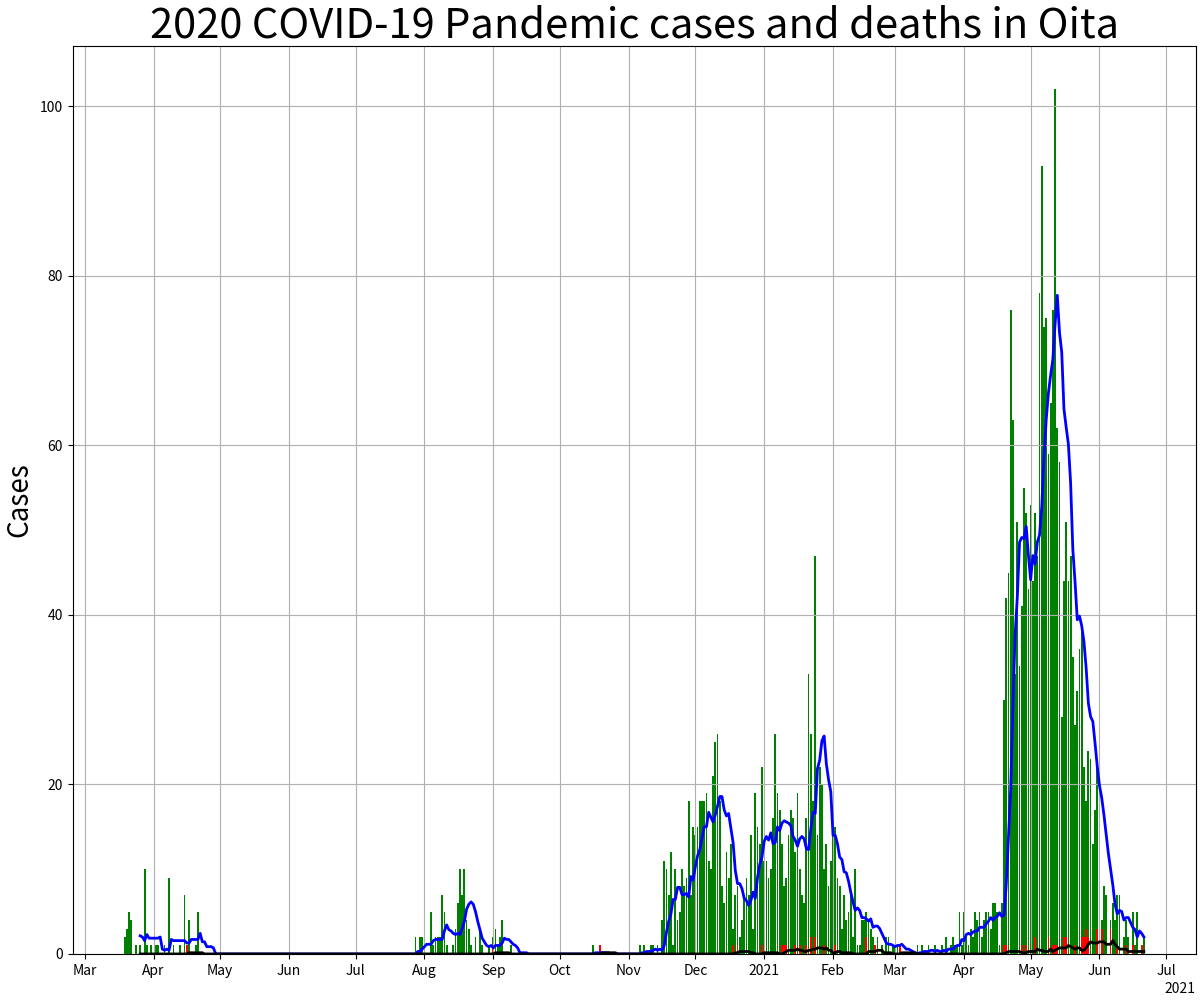 2020 COVID-19 Pandemic cases and deaths in Oita
Cases
100
80
60
40
20
0
Mar Apr May Jun Jul Aug Sep Oct Nov Dec 2021 Feb Mar Apr May Jun Jul
2021